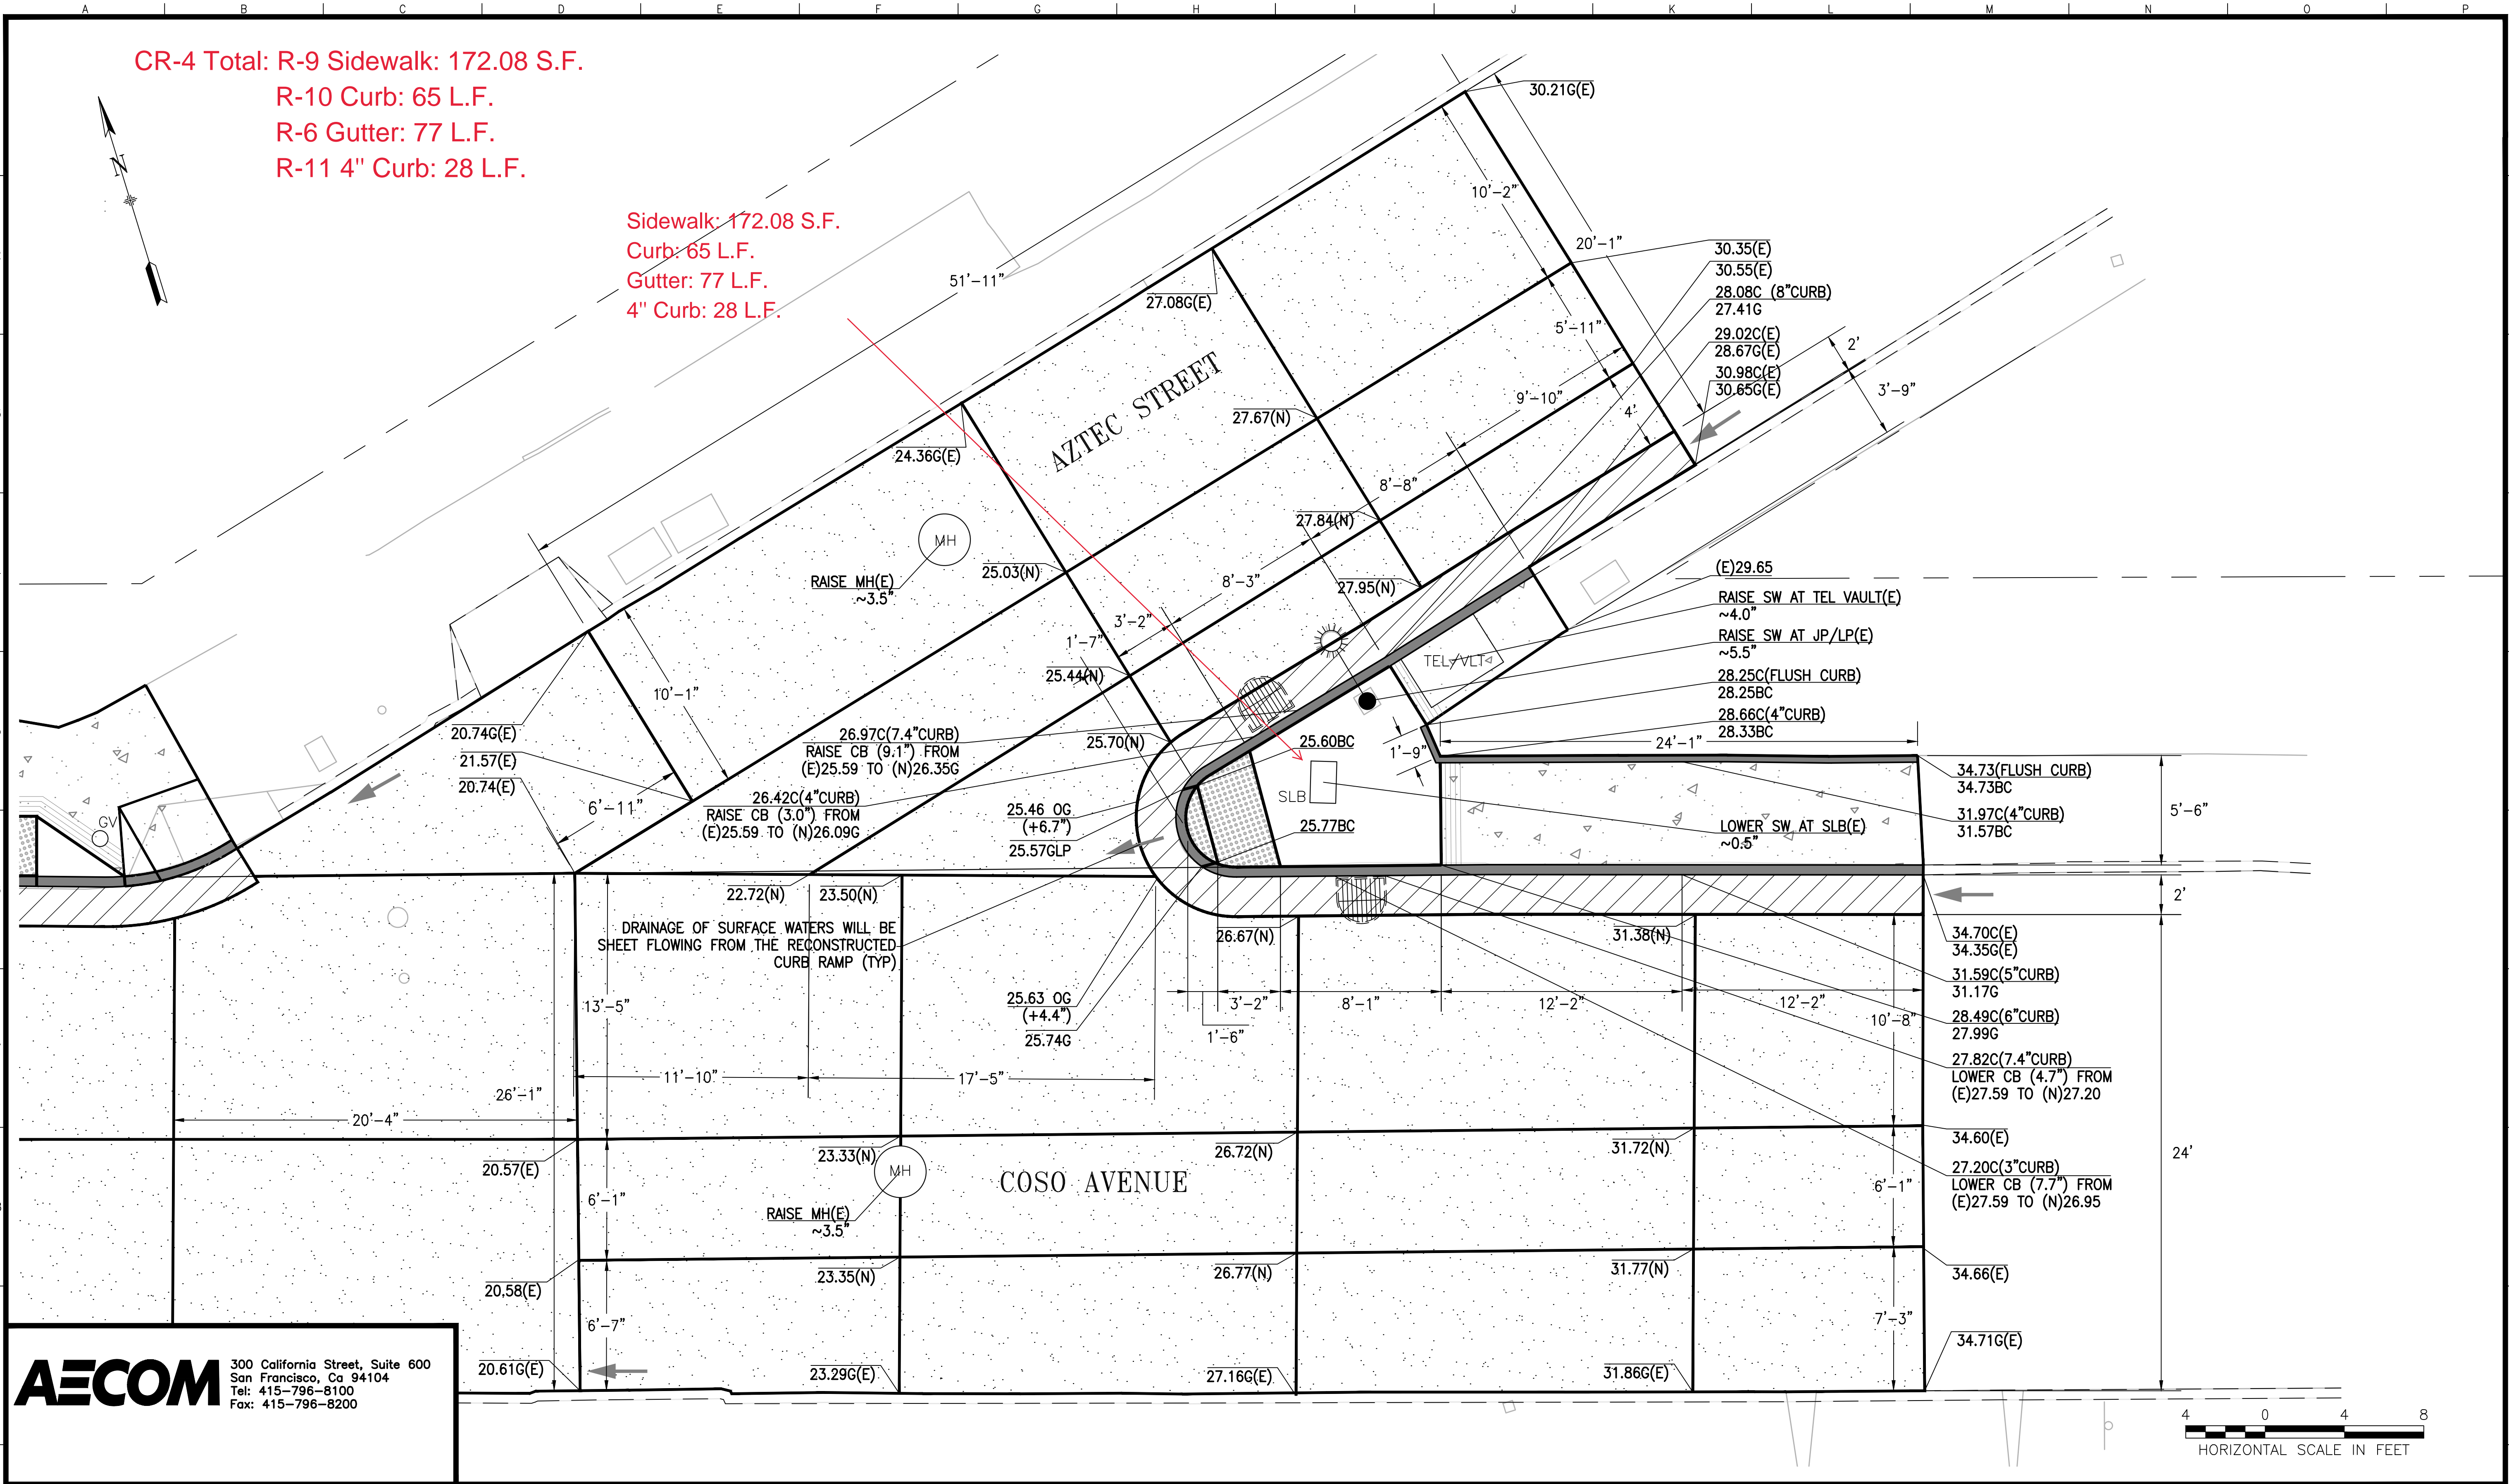 A B C D E F G H I J K L M N O P
CR-4 Total: R-9 Sidewalk: 172.08 S.F.
R-10 Curb: 65 L.F.
R-6 Gutter: 77 L.F.
R-11 4" Curb: 28 L.F.
N
Sidewalk: 172.08 S.F.
Curb: 65 L.F.
Gutter: 77 L.F.
4" Curb: 28 L.F.
51'-11"
30.21G(E)
10'-2"
20'-1"
27.08G(E)
5'-11"
30.35(E)
30.55(E)
28.08C (8"CURB)
27.41G
29.02C(E)
28.67G(E)
30.98C(E)
30.65G(E)
2'
3'-9"
AZTEC STREET
24.36G(E)
27.67(N)
9'-10"
4'
8'-8"
27.84(N)
MH
RAISE MH(E)
~3.5"
25.03(N)
8'-3"
27.95(N)
3'-2"
1'-7"
25.44(N)
(E)29.65
RAISE SW AT TEL VAULT(E)
~4.0"
RAISE SW AT JP/LP(E)
~5.5"
TEL/VLT
28.25C(FLUSH CURB)
28.25BC
28.66C(4"CURB)
28.33BC
10'-1"
20.74G(E)
21.57(E)
20.74(E)
6'-11"
26.97C(7.4"CURB)
RAISE CB (9.1") FROM
(E)25.59 TO (N)26.35G
25.70(N)
25.60BC
1'-9"
24'-1"
26.42C(4"CURB)
RAISE CB (3.0") FROM
(E)25.59 TO (N)26.09G
25.46 OG
(+6.7")
25.57GLP
SLB
25.77BC
LOWER SW AT SLB(E)
~0.5"
34.73(FLUSH CURB)
34.73BC
31.97C(4"CURB)
31.57BC
5'-6"
GV
22.72(N)
23.50(N)
DRAINAGE OF SURFACE WATERS WILL BE
SHEET FLOWING FROM THE RECONSTRUCTED
CURB RAMP (TYP)
26.67(N)
31.38(N)
2'
34.70C(E)
34.35G(E)
31.59C(5"CURB)
31.17G
28.49C(6"CURB)
27.99G
27.82C(7.4"CURB)
LOWER CB (4.7") FROM
(E)27.59 TO (N)27.20
34.60(E)
27.20C(3"CURB)
LOWER CB (7.7") FROM
(E)27.59 TO (N)26.95
25.63 OG
(+4.4")
25.74G
3'-2"
8'-1"
12'-2"
12'-2"
1'-6"
10'-8"
13'-5"
11'-10"
17'-5"
26'-1"
20'-4"
20.57(E)
23.33(N)
26.72(N)
31.72(N)
24'
MH
COSO AVENUE
6'-1"
6'-1"
RAISE MH(E)
~3.5"
20.58(E)
23.35(N)
26.77(N)
31.77(N)
34.66(E)
6'-7"
7'-3"
34.71G(E)
20.61G(E)
23.29G(E)
27.16G(E)
31.86G(E)
AECOM
300 California Street, Suite 600
San Francisco, Ca 94104
Tel: 415-796-8100
Fax: 415-796-8200
4 0 4 8
HORIZONTAL SCALE IN FEET